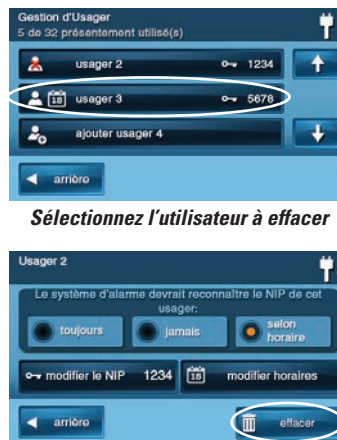 Gestion d'Usager
5 de 32 présentement utilisé(s)
usager 2 1234
18 usager 3 5678
ajouter usager 4
arrière
Sélectionnez l'utilisateur à effacer
Usager 2
Le système d'alarme devrait reconnaître le NIP de cet
usager:
toujours jamais selon
horaire
modifier le NIP 1234 18 modifier horaires
arrière effacer